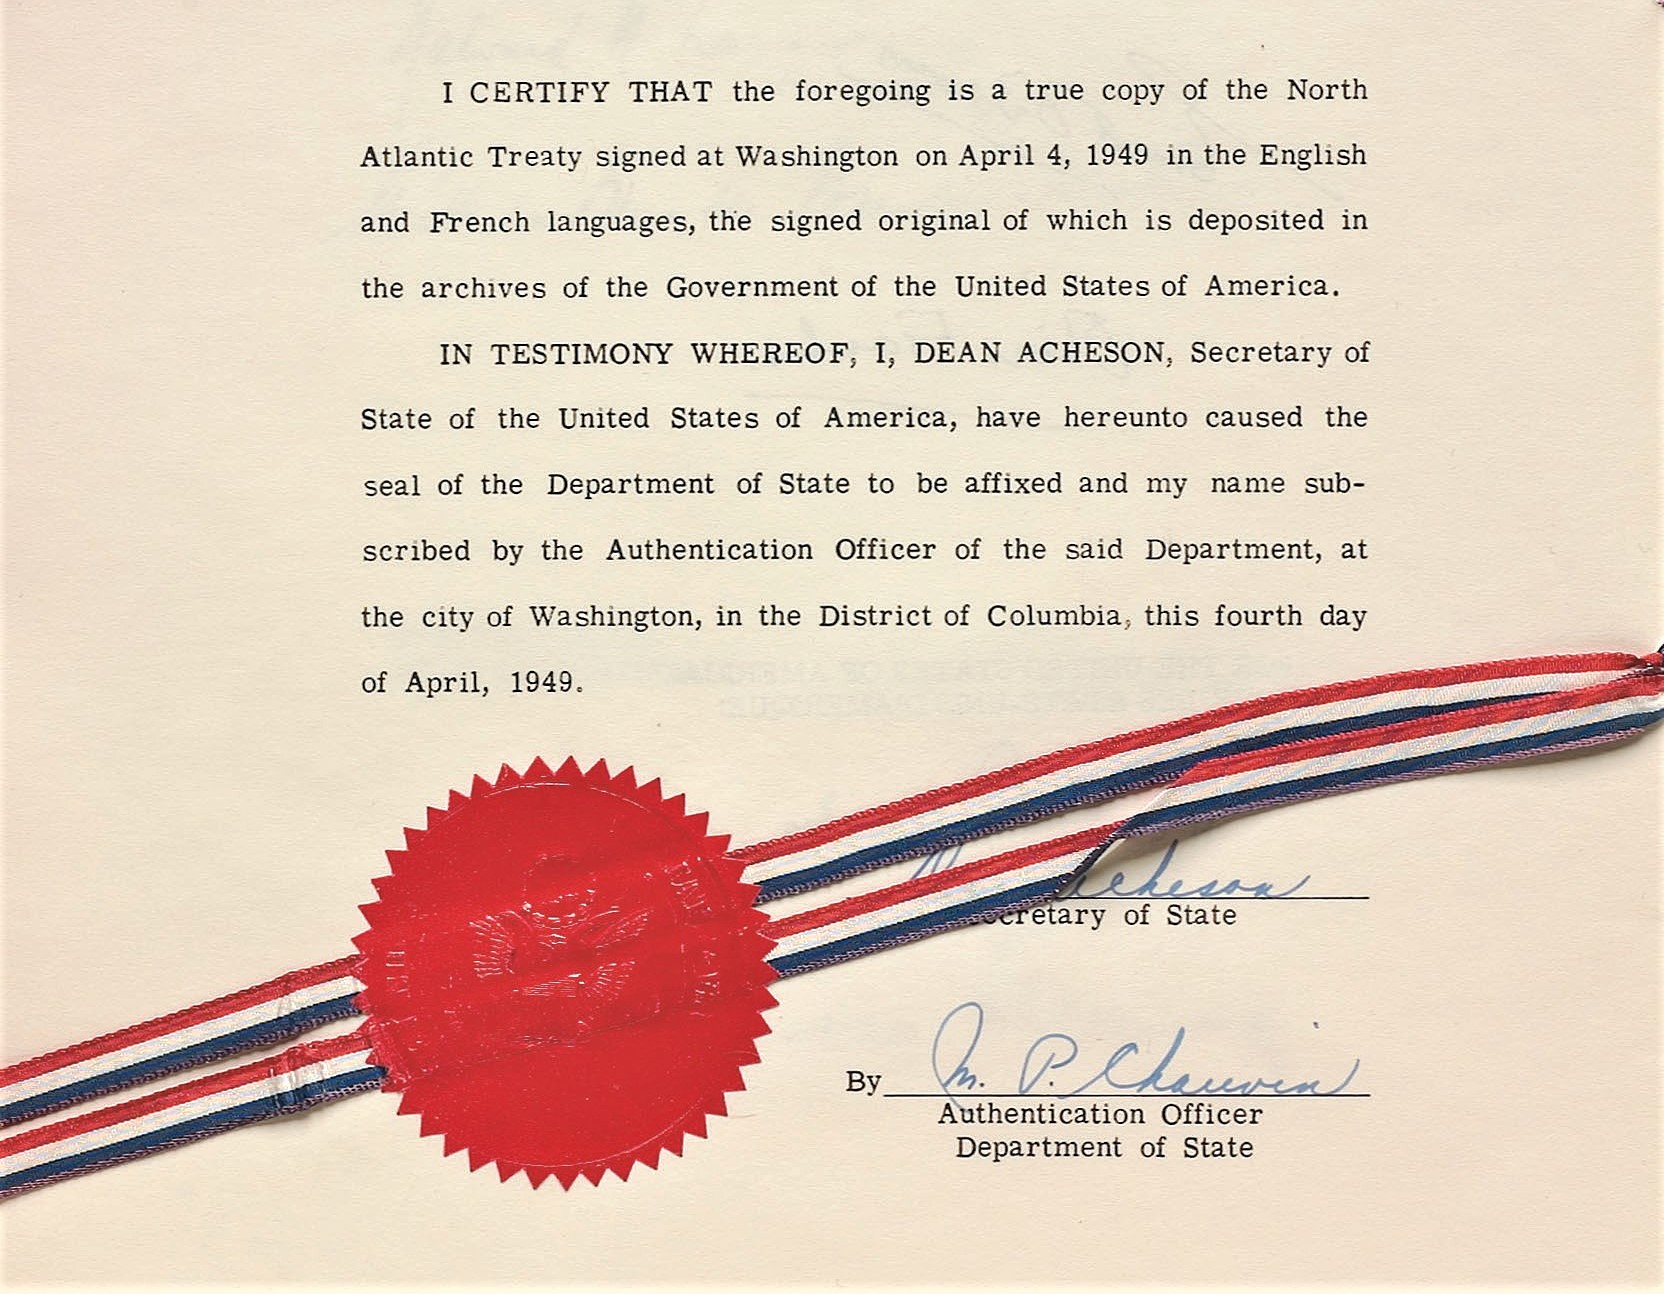 I CERTIFY THAT the foregoing is a true copy of the North
Atlantic Treaty signed at Washington on April 4, 1949 in the English
and French languages, the signed original of which is deposited in
the archives of the Government of the United States of America.
IN TESTIMONY WHEREOF, I, DEAN ACHESON, Secretary of
State of the United States of America, have hereunto caused the
seal of the Department of State to be affixed and my name sub-
scribed by the Authentication Officer of the said Department, at
the city of Washington, in the District of Columbia, this fourth day
of April, 1949.
Acheson
Secretary of State
By M. P. Chauvin
Authentication Officer
Department of State